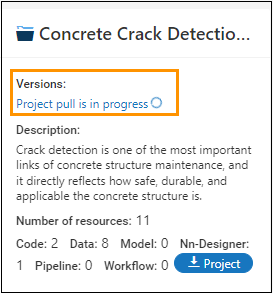 Concrete Crack Detectio...
Versions:
Project pull is in progress
Description:
Crack detection is one of the most important
links of concrete structure maintenance, and
it directly reflects how safe, durable, and
applicable the concrete structure is.
Number of resources: 11
Code: 2 Data: 8 Model: 0 Nn-Designer:
1 Pipeline: 0 Workflow: 0 Project